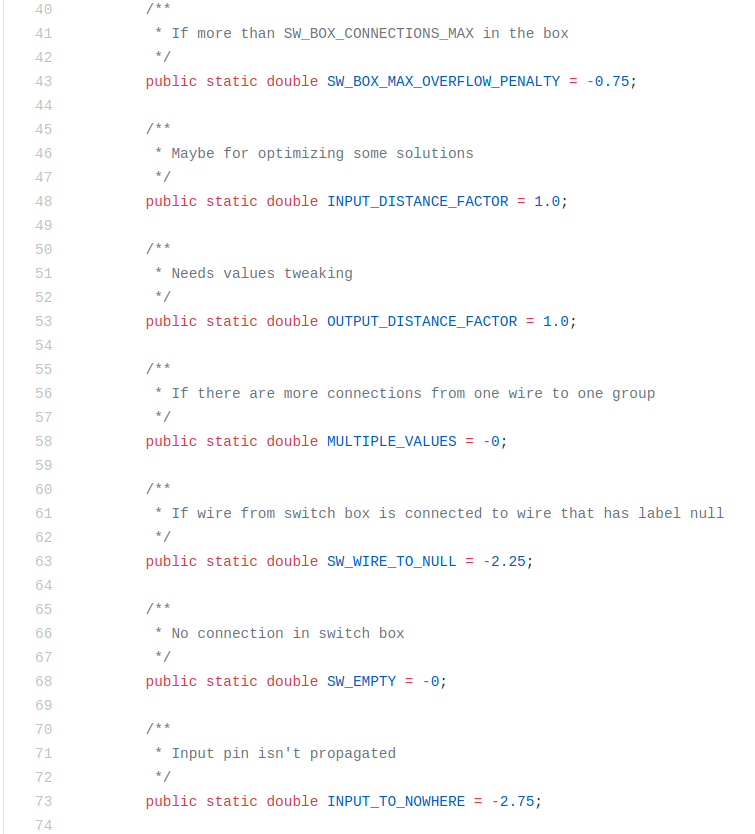 40 /**
41 * If more than SW_BOX_CONNECTIONS_MAX in the box
42 */
43 public static double SW_BOX_MAX_OVERFLOW_PENALTY = -0.75;
44
45 /**
46 * Maybe for optimizing some solutions
47 */
48 public static double INPUT_DISTANCE_FACTOR = 1.0;
49
50 /**
51 * Needs values tweaking
52 */
53 public static double OUTPUT_DISTANCE_FACTOR = 1.0;
54
55 /**
56 * If there are more connections from one wire to one group
57 */
58 public static double MULTIPLE_VALUES = -0;
59
60 /**
61 * If wire from switch box is connected to wire that has label null
62 */
63 public static double SW_WIRE_TO_NULL = -2.25;
64
65 /**
66 * No connection in switch box
67 */
68 public static double SW_EMPTY = -0;
69
70 /**
71 * Input pin isn't propagated
72 */
73 public static double INPUT_TO_NOWHERE = -2.75;
74